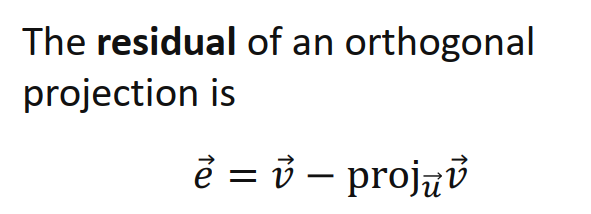 The residual of an orthogonal
projection is
e⃗ = v⃗ − proj_u⃗ v⃗